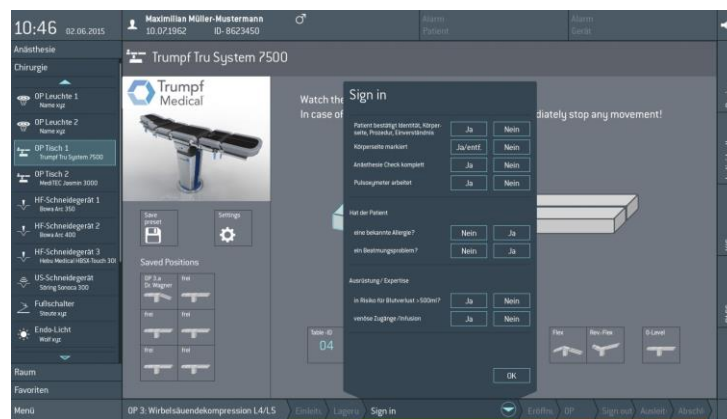 10:46 02.06.2015
Maximilian Müller-Mustermann
10.07.1962 ID-8623450
Alarm
Patient
Alarm
Gerät
Anästhesie
Chirurgie
OP Leuchte 1
Name xyz
OP Leuchte 2
Name xyz
OP Tisch 1
Trumpf Tru System 7500
OP Tisch 2
MediTEC Jasmin 3000
HF-Schneidegerät 1
Bowa Arc 350
HF-Schneidegerät 2
Bowa Arc 400
HF-Schneidegerät 3
US-Schneidegerät
Söring Soneca 300
Fußschalter
Steute xyz
Endo-Licht
Wolf xyz
Raum
Favoriten
Menü
Trumpf Tru System 7500
Trumpf
Medical
Save
preset
Settings
Saved Positions
OP 3.a
Dr. Wagner
frei
frei
frei
frei
frei
Watch the
In case of
diately stop any movement!
Sign in
Patient bestätigt Identität, Körper-
seite, Prozedur, Einverständnis
Ja Nein
Körperseite markiert
Ja/entf. Nein
Anästhesie Check komplett
Ja Nein
Pulsoxymeter arbeitet
Ja Nein
Hat der Patient
eine bekannte Allergie?
Nein Ja
ein Beatmungsproblem?
Nein Ja
Ausrüstung / Expertise
in Risiko für Blutverlust >500ml?
Ja Nein
venöse Zugänge/Infusion
Ja Nein
OK
Table-ID
04
Flex
Rev.-Flex
0-Level
OP 3: Wirbelsäulendekompression L4/L5
Einleit
Lageru
Sign in
Eröffn
OP
Sign out
Ausleit
Abschl